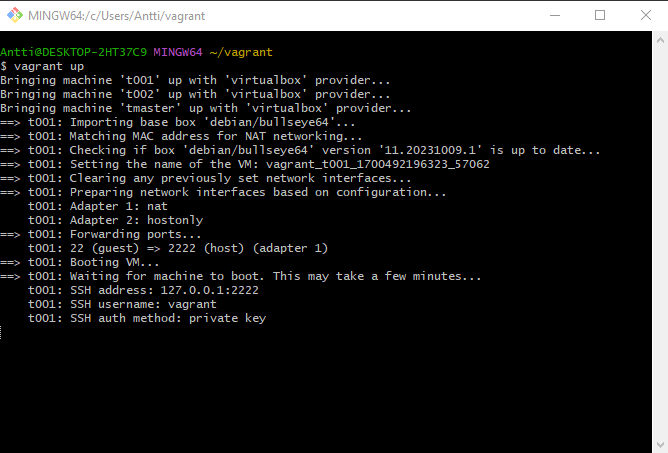 MINGW64:/c/Users/Antti/vagrant
Antti@DESKTOP-2HT37C9 MINGW64 ~/vagrant
$ vagrant up
Bringing machine 't001' up with 'virtualbox' provider...
Bringing machine 't002' up with 'virtualbox' provider...
Bringing machine 'tmaster' up with 'virtualbox' provider...
==> t001: Importing base box 'debian/bullseye64'...
==> t001: Matching MAC address for NAT networking...
==> t001: Checking if box 'debian/bullseye64' version '11.20231009.1' is up to date...
==> t001: Setting the name of the VM: vagrant_t001_1700492196323_57062
==> t001: Clearing any previously set network interfaces...
==> t001: Preparing network interfaces based on configuration...
    t001: Adapter 1: nat
    t001: Adapter 2: hostonly
==> t001: Forwarding ports...
    t001: 22 (guest) => 2222 (host) (adapter 1)
==> t001: Booting VM...
==> t001: Waiting for machine to boot. This may take a few minutes...
    t001: SSH address: 127.0.0.1:2222
    t001: SSH username: vagrant
    t001: SSH auth method: private key